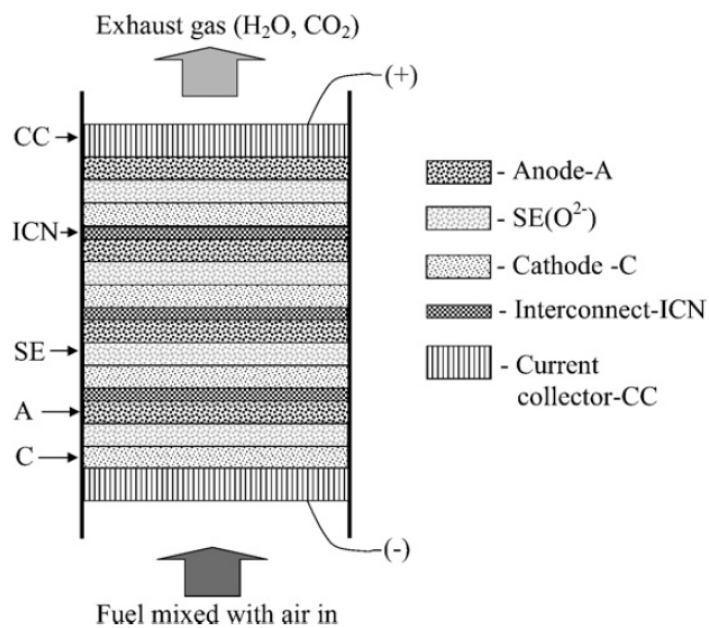 Exhaust gas (H₂O, CO₂)
(+)
CC
ICN
SE
A
C
- Anode-A
- SE(O²⁻)
- Cathode -C
- Interconnect-ICN
- Current
collector-CC
(-)
Fuel mixed with air in